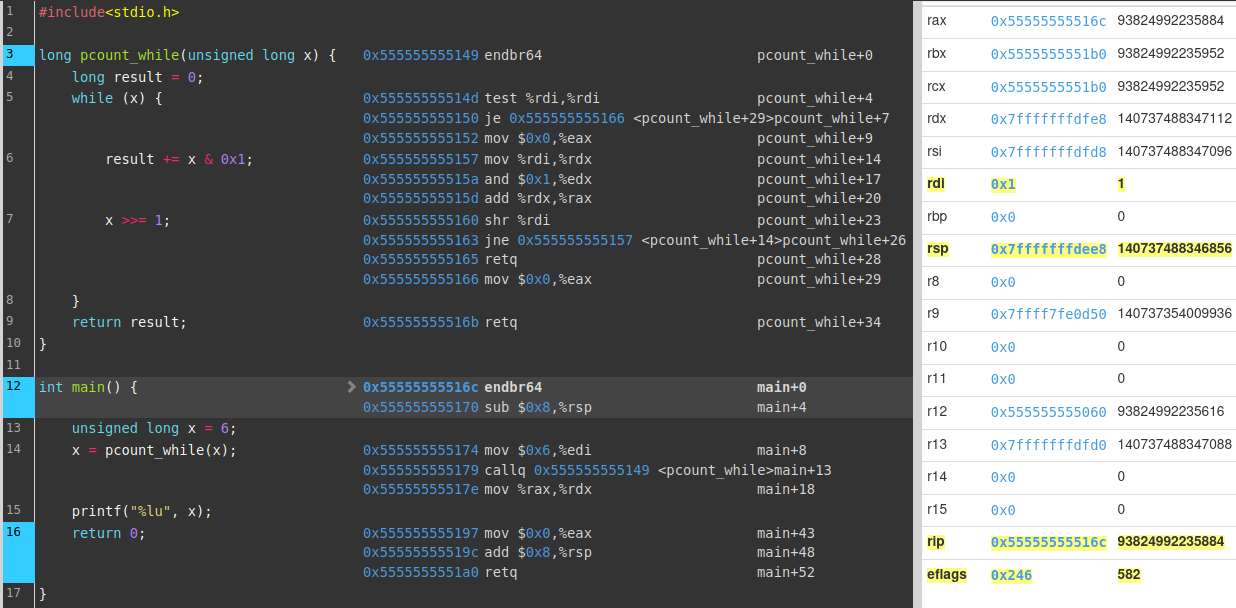 1 #include<stdio.h>
2
3 long pcount_while(unsigned long x) { 0x555555555149 endbr64 pcount_while+0
4 long result = 0;
5 while (x) { 0x55555555514d test %rdi,%rdi pcount_while+4
0x555555555150 je 0x555555555166 <pcount_while+29>pcount_while+7
0x555555555152 mov $0x0,%eax pcount_while+9
6 result += x & 0x1; 0x555555555157 mov %rdi,%rdx pcount_while+14
0x55555555515a and $0x1,%edx pcount_while+17
0x55555555515d add %rdx,%rax pcount_while+20
7 x >>= 1; 0x555555555160 shr %rdi pcount_while+23
0x555555555163 jne 0x555555555157 <pcount_while+14>pcount_while+26
0x555555555165 retq pcount_while+28
0x555555555166 mov $0x0,%eax pcount_while+29
8 }
9 return result; 0x55555555516b retq pcount_while+34
10 }
11
12 int main() { 0x55555555516c endbr64 main+0
0x555555555170 sub $0x8,%rsp main+4
13 unsigned long x = 6;
14 x = pcount_while(x); 0x555555555174 mov $0x6,%edi main+8
0x555555555179 callq 0x555555555149 <pcount_while>main+13
0x55555555517e mov %rax,%rdx main+18
15 printf("%lu", x);
16 return 0; 0x555555555197 mov $0x0,%eax main+43
0x55555555519c add $0x8,%rsp main+48
0x5555555551a0 retq main+52
17 }
rax 0x55555555516c 93824992235884
rbx 0x5555555551b0 93824992235952
rcx 0x5555555551b0 93824992235952
rdx 0x7fffffffdfe8 140737488347112
rsi 0x7fffffffdfd8 140737488347096
rdi 0x1 1
rbp 0x0 0
rsp 0x7fffffffdee8 140737488346856
r8 0x0 0
r9 0x7ffff7fe0d50 140737354009936
r10 0x0 0
r11 0x0 0
r12 0x555555555060 93824992235616
r13 0x7fffffffdfd0 140737488347088
r14 0x0 0
r15 0x0 0
rip 0x55555555516c 93824992235884
eflags 0x246 582